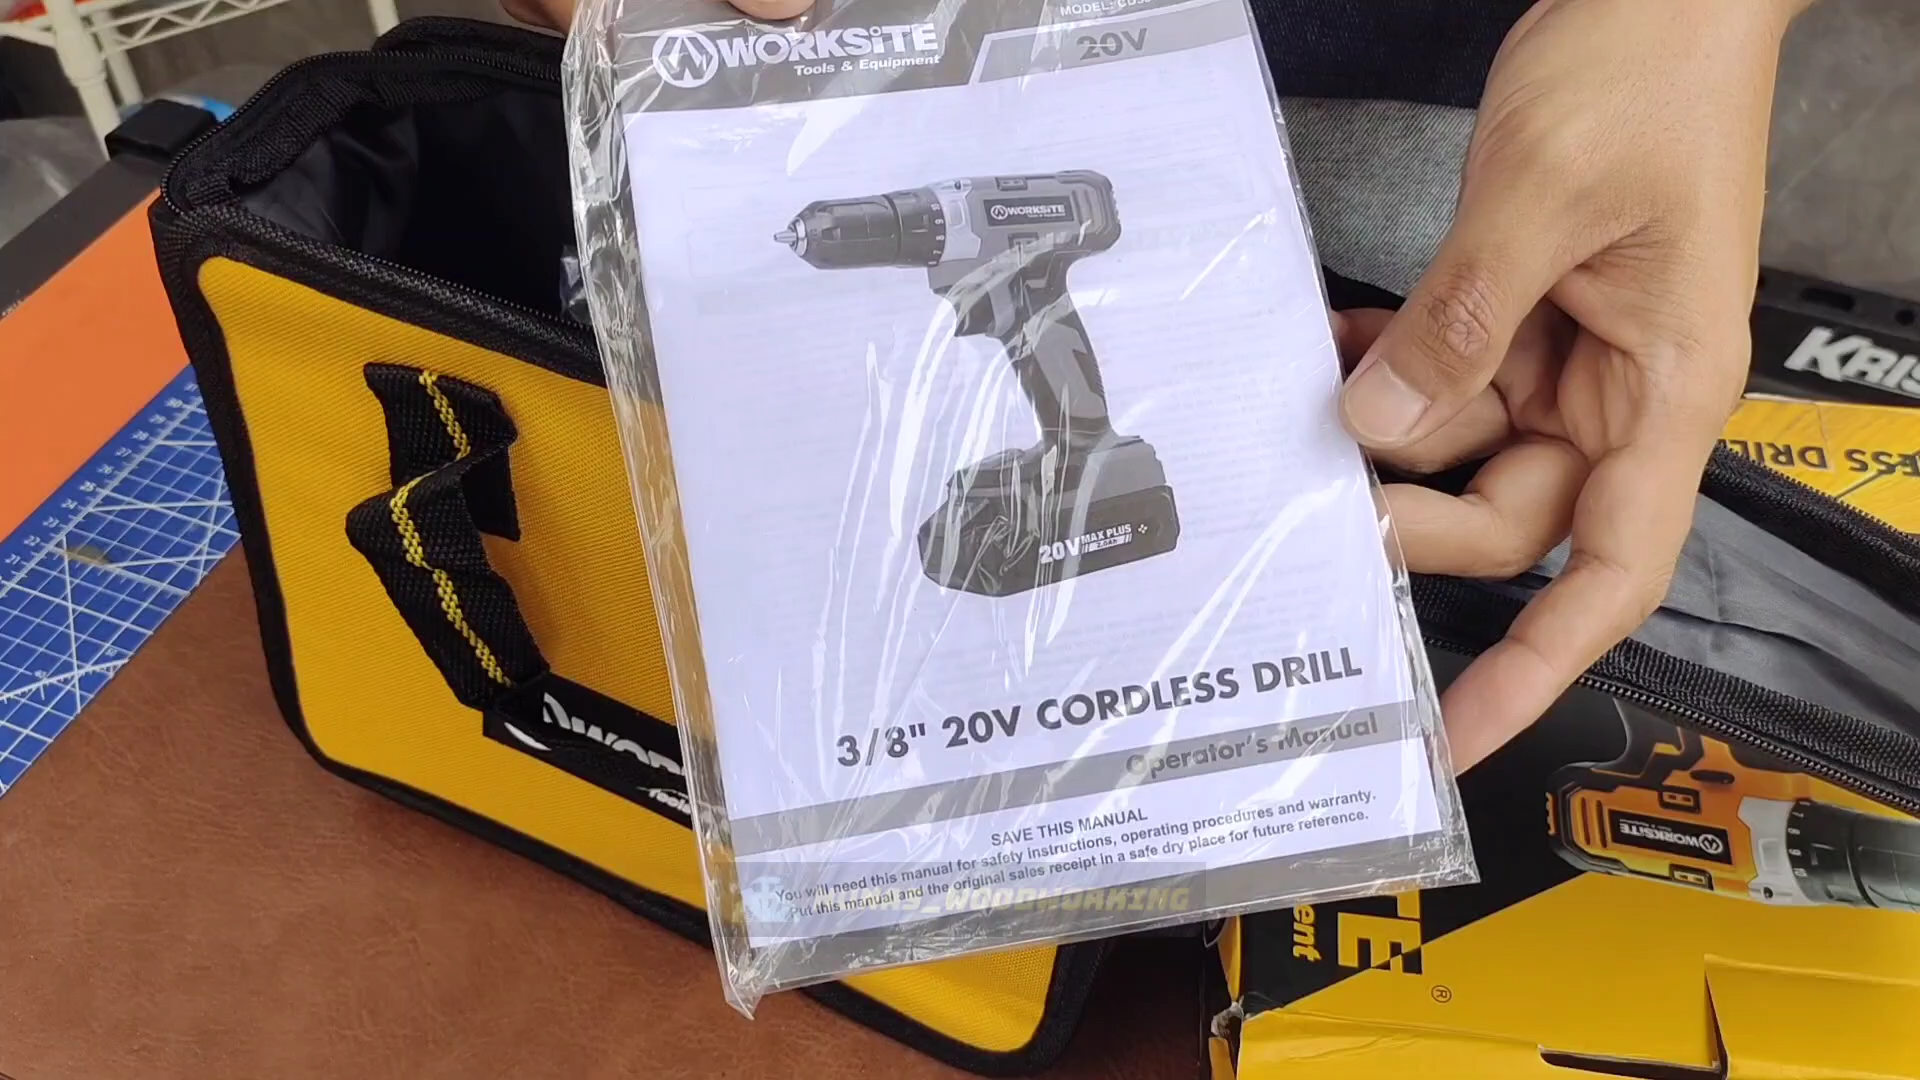 WORKSiTE
Tools & Equipment
MODEL:
20V
WORKSiTE
20V MAX PLUS
2.0Ah
3/8" 20V CORDLESS DRILL
Operator's Manual
SAVE THIS MANUAL
You will need this manual for safety instructions, operating procedures and warranty.
Put this manual and the original sales receipt in a safe dry place for future reference.
WORKSiTE
®